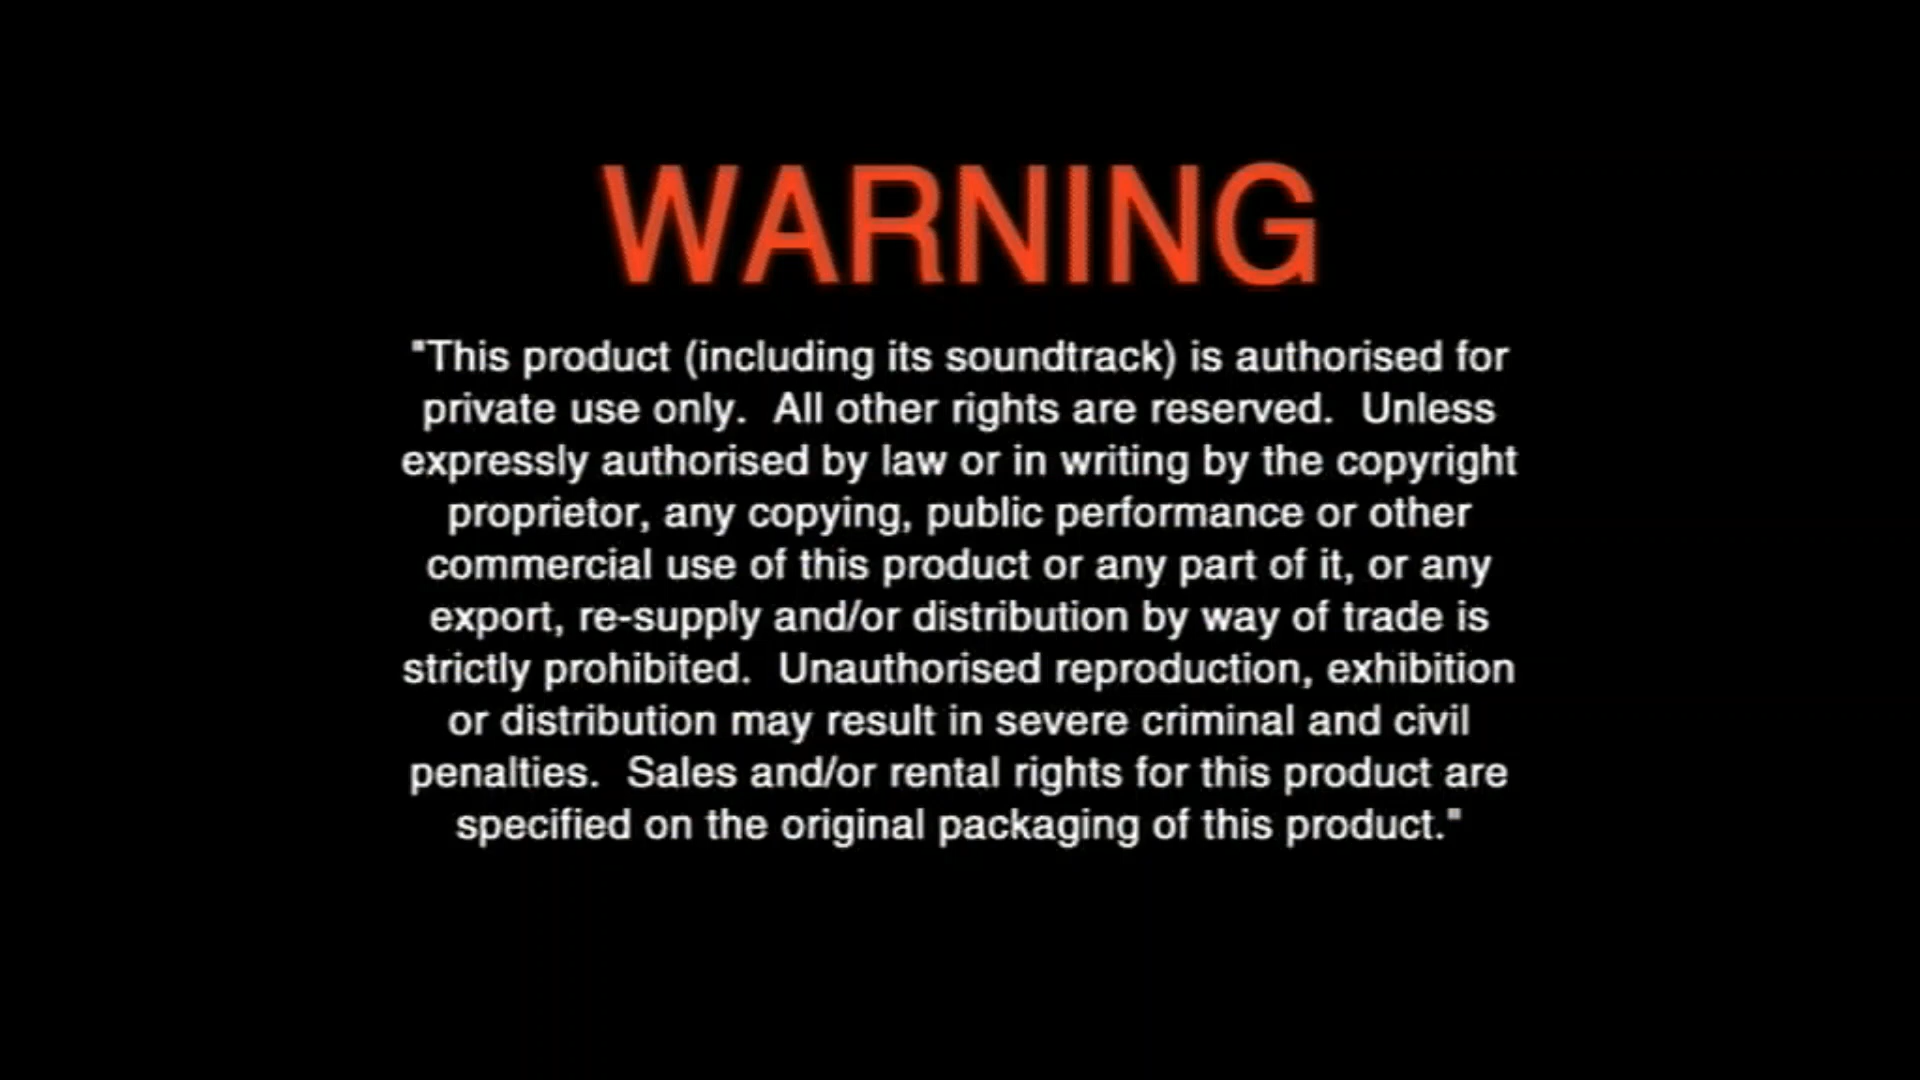 WARNING
"This product (including its soundtrack) is authorised for
private use only.  All other rights are reserved.  Unless
expressly authorised by law or in writing by the copyright
proprietor, any copying, public performance or other
commercial use of this product or any part of it, or any
export, re-supply and/or distribution by way of trade is
strictly prohibited.  Unauthorised reproduction, exhibition
or distribution may result in severe criminal and civil
penalties.  Sales and/or rental rights for this product are
specified on the original packaging of this product."